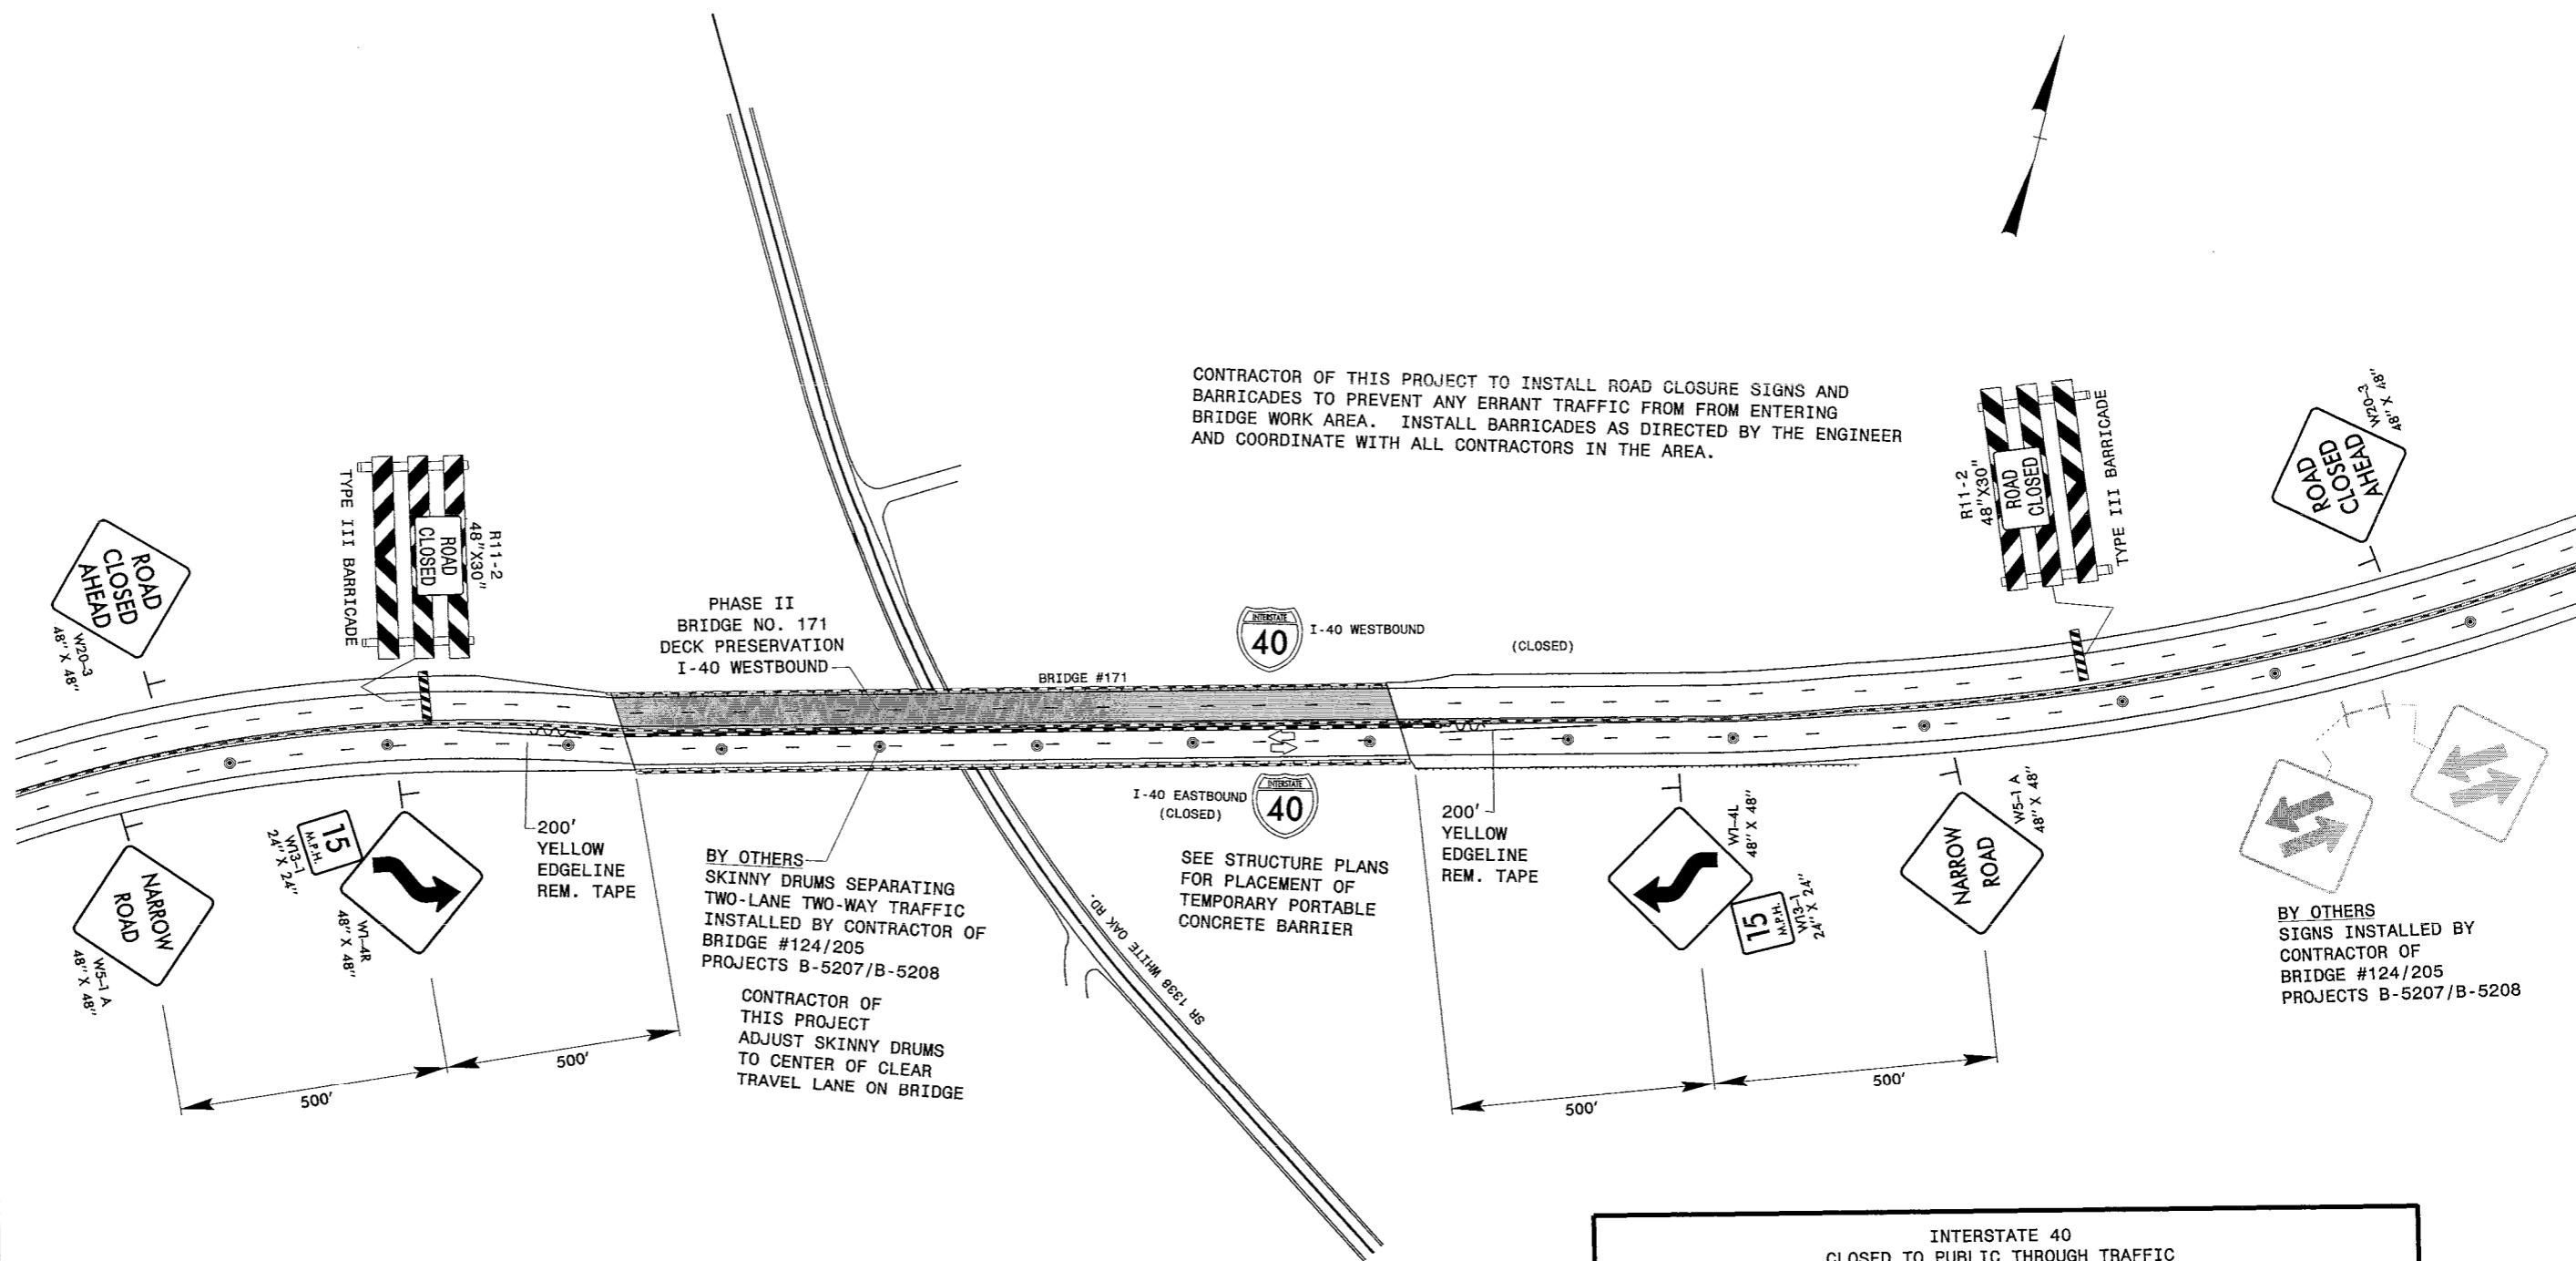 CONTRACTOR OF THIS PROJECT TO INSTALL ROAD CLOSURE SIGNS AND
BARRICADES TO PREVENT ANY ERRANT TRAFFIC FROM FROM ENTERING
BRIDGE WORK AREA. INSTALL BARRICADES AS DIRECTED BY THE ENGINEER
AND COORDINATE WITH ALL CONTRACTORS IN THE AREA.
ROAD
CLOSED
AHEAD
W20-3
48" X 48"
TYPE III BARRICADE
ROAD
CLOSED
R11-2
48"X30"
R11-2
48"X30"
ROAD
CLOSED
TYPE III BARRICADE
ROAD
CLOSED
AHEAD
W20-3
48" X 48"
PHASE II
BRIDGE NO. 171
DECK PRESERVATION
I-40 WESTBOUND
BRIDGE #171
INTERSTATE
40
I-40 WESTBOUND
(CLOSED)
I-40 EASTBOUND
(CLOSED)
INTERSTATE
40
NARROW
ROAD
W5-1 A
48" X 48"
15
M.P.H.
W13-1
24" X 24"
W1-4R
48" X 48"
200'
YELLOW
EDGELINE
REM. TAPE
BY OTHERS
SKINNY DRUMS SEPARATING
TWO-LANE TWO-WAY TRAFFIC
INSTALLED BY CONTRACTOR OF
BRIDGE #124/205
PROJECTS B-5207/B-5208
CONTRACTOR OF
THIS PROJECT
ADJUST SKINNY DRUMS
TO CENTER OF CLEAR
TRAVEL LANE ON BRIDGE
SR 1338 WHITE OAK RD.
SEE STRUCTURE PLANS
FOR PLACEMENT OF
TEMPORARY PORTABLE
CONCRETE BARRIER
200'
YELLOW
EDGELINE
REM. TAPE
W1-4L
48" X 48"
15
M.P.H.
W13-1
24" X 24"
NARROW
ROAD
W5-1 A
48" X 48"
BY OTHERS
SIGNS INSTALLED BY
CONTRACTOR OF
BRIDGE #124/205
PROJECTS B-5207/B-5208
500'
500'
500'
500'
INTERSTATE 40
CLOSED TO PUBLIC THROUGH TRAFFIC